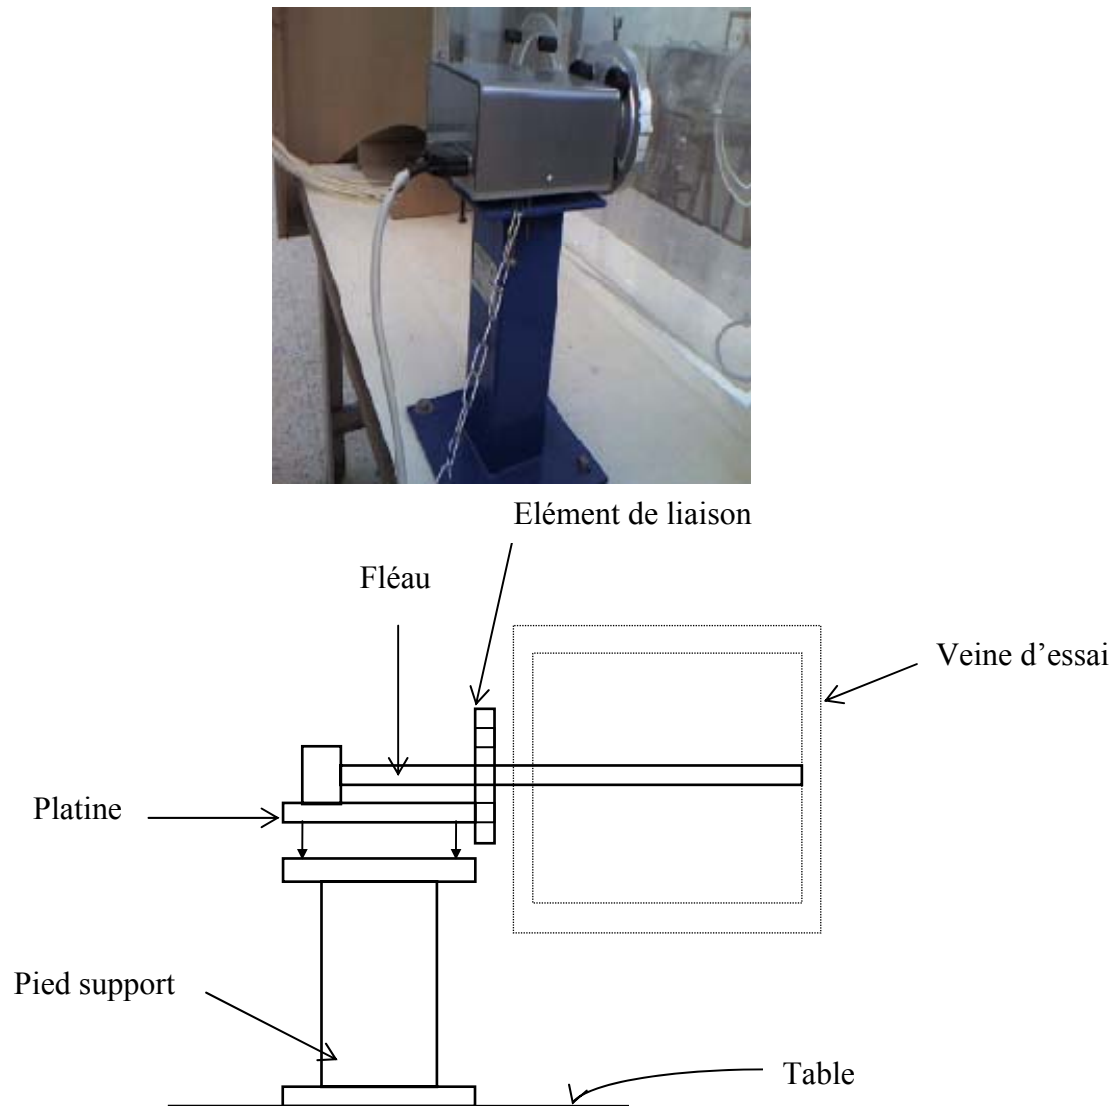 Elément de liaison
Fléau
Veine d’essai
Platine
Pied support
Table